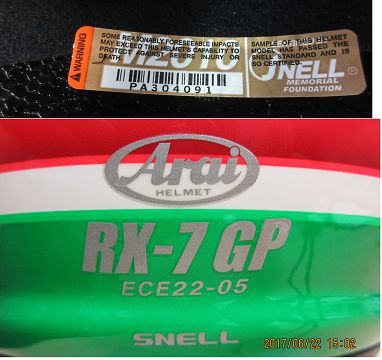 WARNING
SOME REASONABLY FORESEEABLE IMPACTS
MAY EXCEED THIS HELMET'S CAPABILITY TO
PROTECT AGAINST SEVERE INJURY OR
DEATH.
PA304091
SAMPLE OF THIS HELMET
MODEL HAS PASSED THE
SNELL STANDARD AND IS
SO CERTIFIED.
SNELL
MEMORIAL
FOUNDATION
Arai
HELMET
RX-7 GP
ECE22-05
SNELL
2017/06/22 15:02